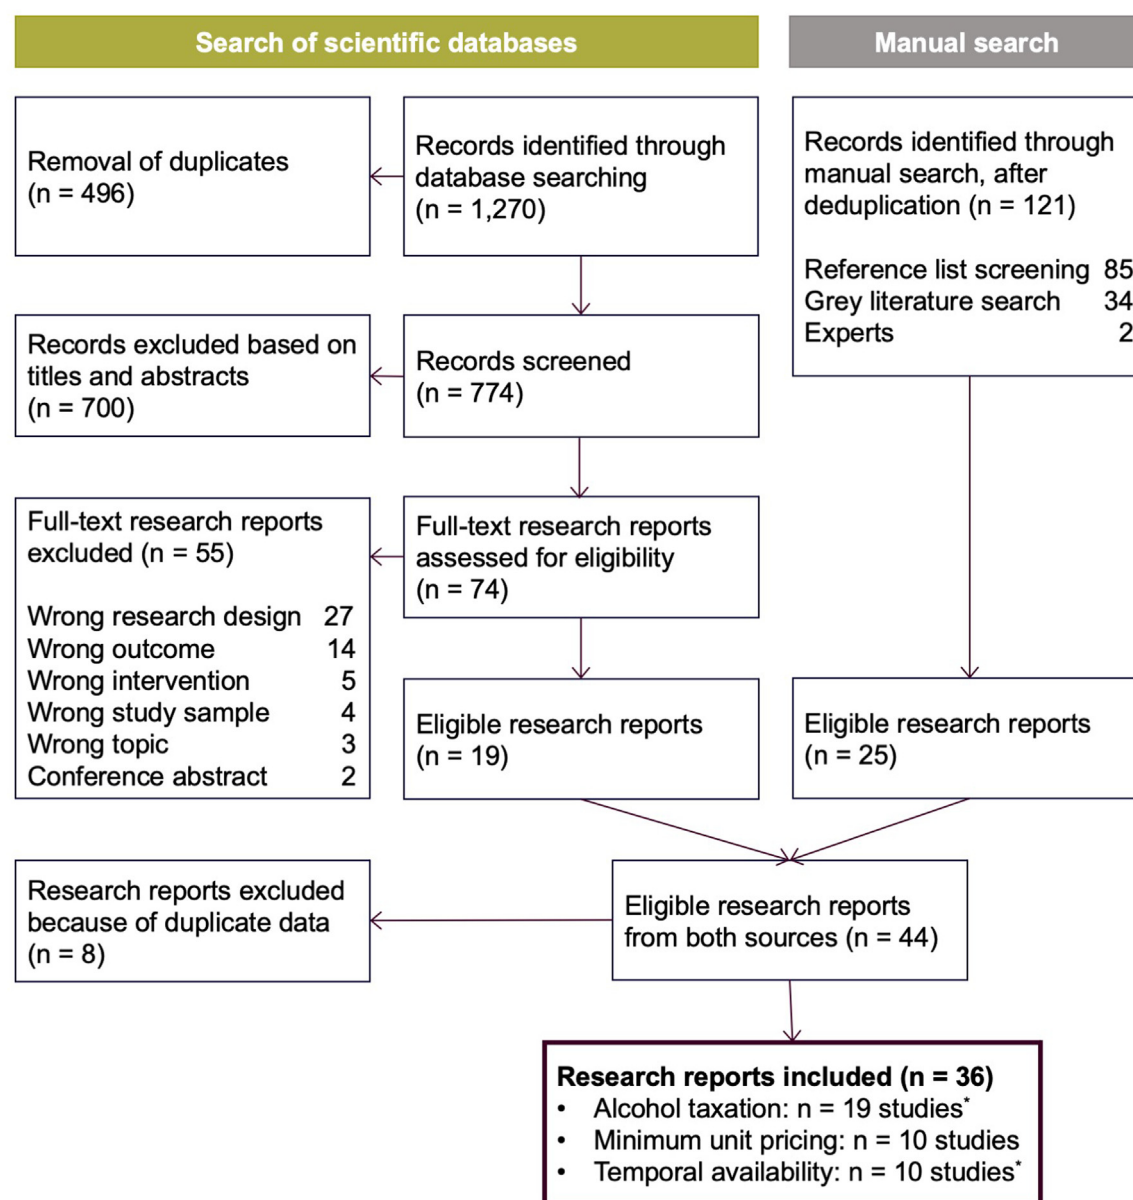 Search of scientific databases
Manual search
Removal of duplicates
(n = 496)
Records identified through
database searching
(n = 1,270)
Records identified through
manual search, after
deduplication (n = 121)
Reference list screening 85
Grey literature search 34
Experts 2
Records excluded based on
titles and abstracts
(n = 700)
Records screened
(n = 774)
Full-text research reports
excluded (n = 55)
Wrong research design 27
Wrong outcome 14
Wrong intervention 5
Wrong study sample 4
Wrong topic 3
Conference abstract 2
Full-text research reports
assessed for eligibility
(n = 74)
Eligible research reports
(n = 19)
Eligible research reports
(n = 25)
Research reports excluded
because of duplicate data
(n = 8)
Eligible research reports
from both sources (n = 44)
Research reports included (n = 36)
• Alcohol taxation: n = 19 studies*
• Minimum unit pricing: n = 10 studies
• Temporal availability: n = 10 studies*